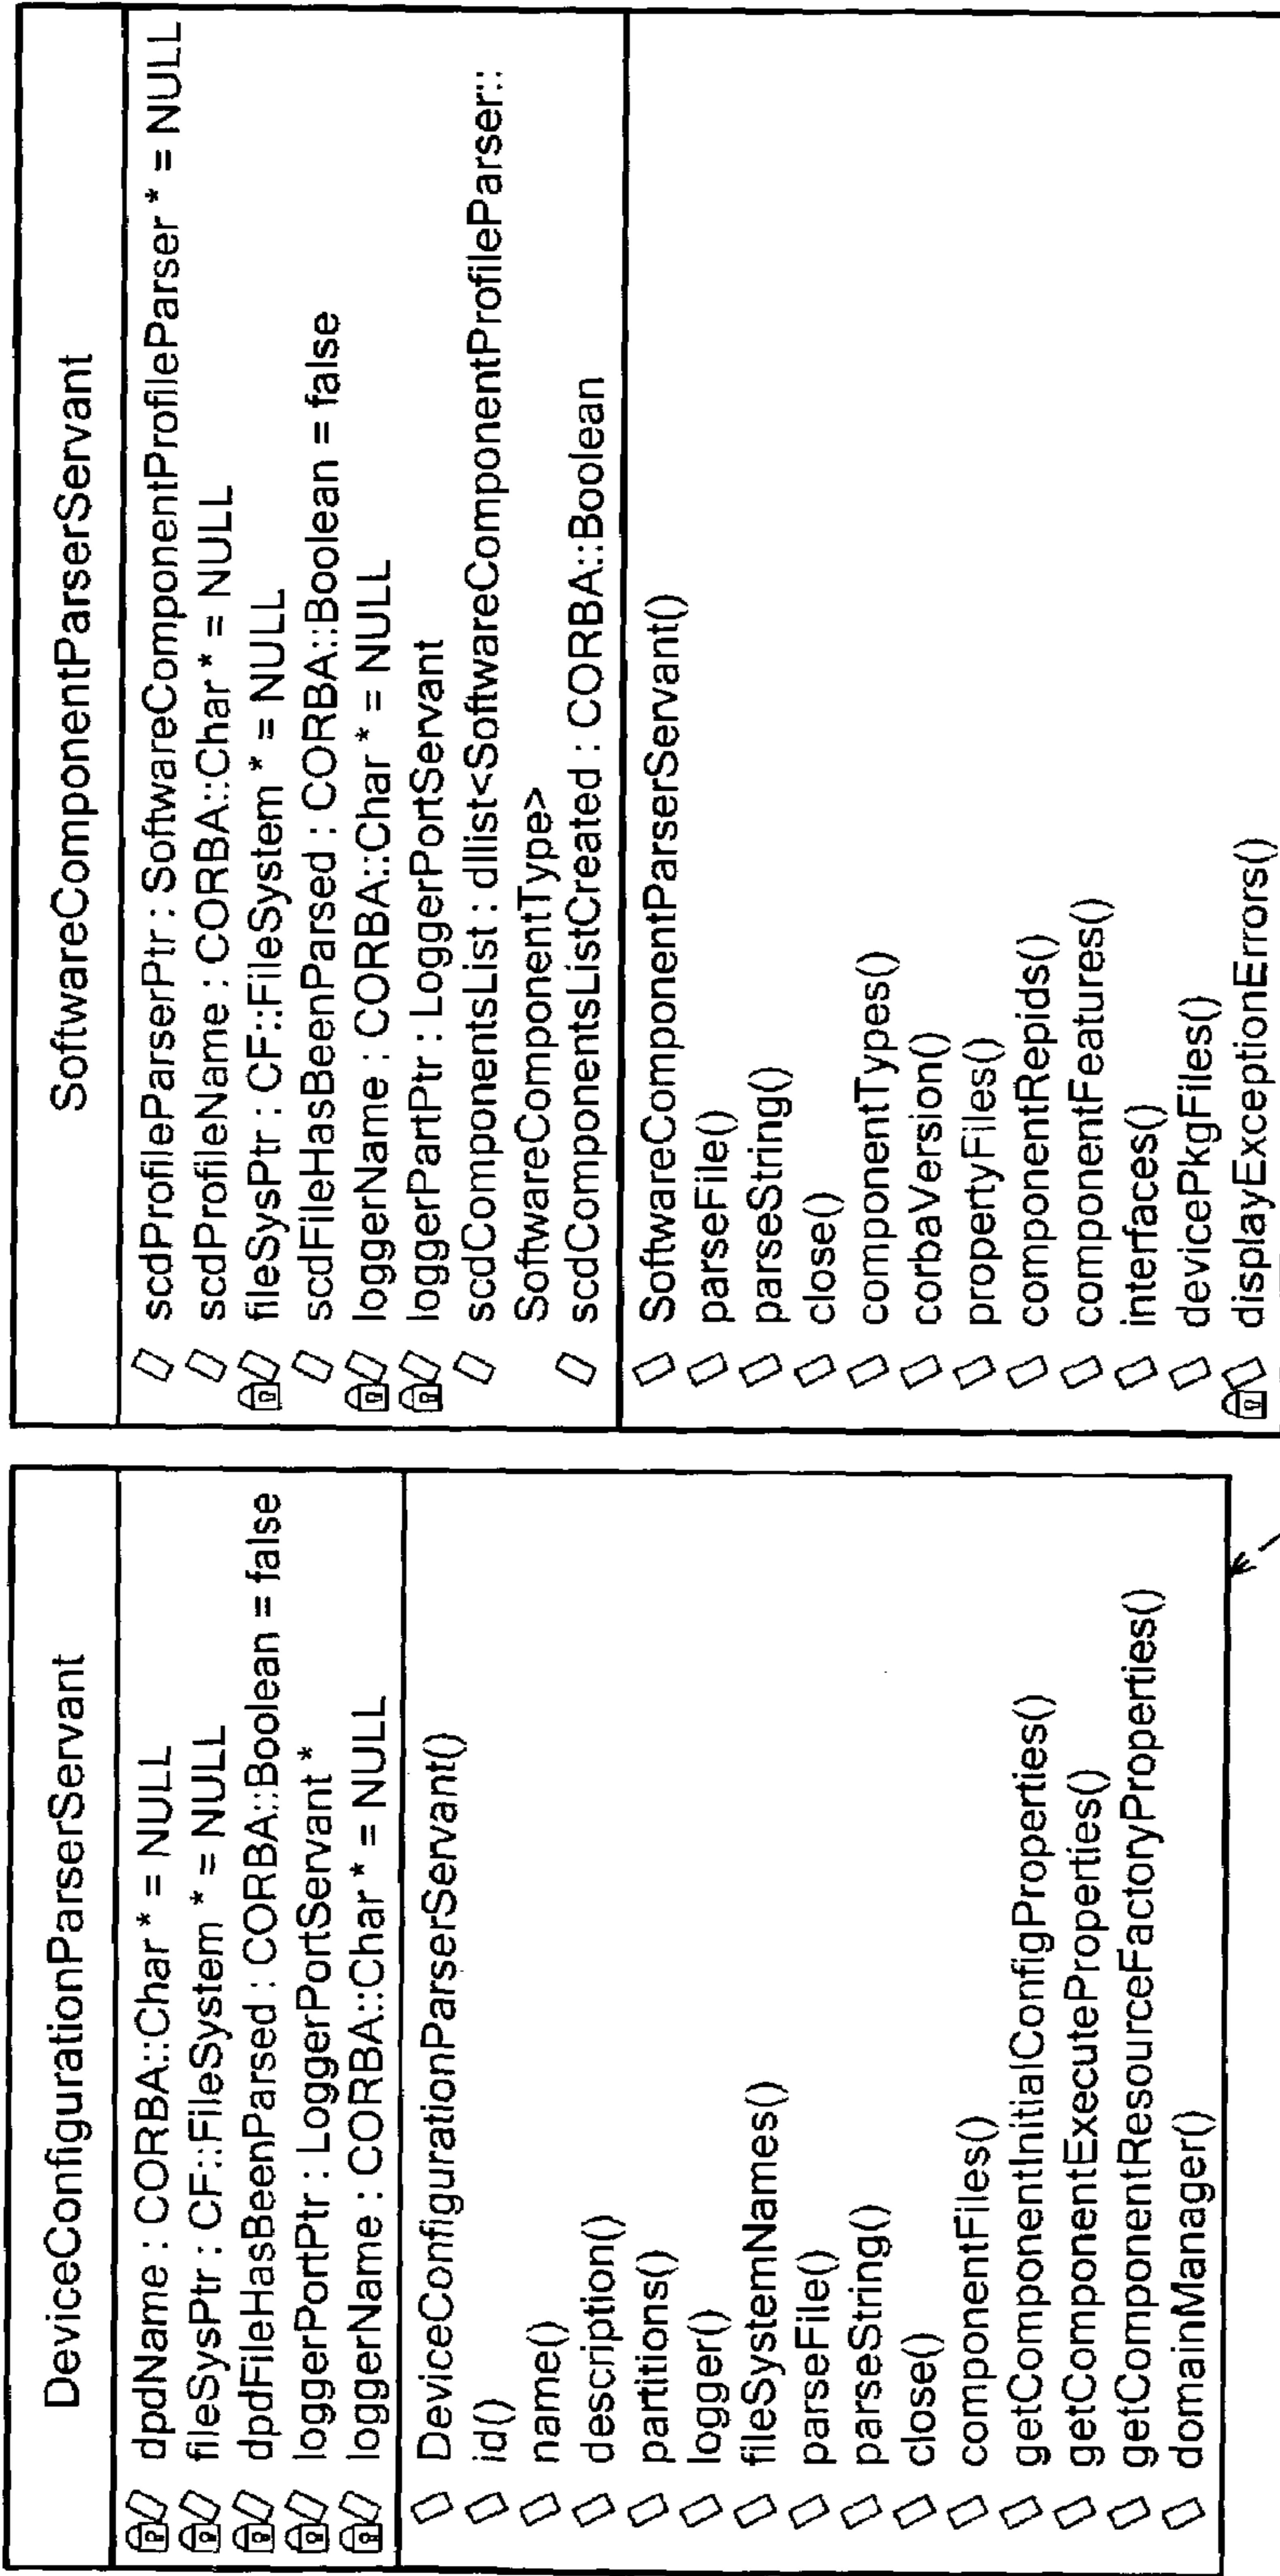 DeviceConfigurationParserServant
dpdName : CORBA::Char * = NULL
fileSysPtr : CF::FileSystem * = NULL
dpdFileHasBeenParsed : CORBA::Boolean = false
loggerPortPtr : LoggerPortServant *
loggerName : CORBA::Char * = NULL
DeviceConfigurationParserServant()
id()
name()
description()
partitions()
logger()
fileSystemNames()
parseFile()
parseString()
close()
componentFiles()
getComponentInitialConfigProperties()
getComponentExecuteProperties()
getComponentResourceFactoryProperties()
domainManager()
SoftwareComponentParserServant
scdProfileParserPtr : SoftwareComponentProfileParser * = NULL
scdProfileName : CORBA::Char * = NULL
fileSysPtr : CF::FileSystem * = NULL
scdFileHasBeenParsed : CORBA::Boolean = false
loggerName : CORBA::Char * = NULL
loggerPartPtr : LoggerPortServant
scdComponentsList : dllist<SoftwareComponentProfileParser::
SoftwareComponentType>
scdComponentsListCreated : CORBA::Boolean
SoftwareComponentParserServant()
parseFile()
parseString()
close()
componentTypes()
corbaVersion()
propertyFiles()
componentRepids()
componentFeatures()
interfaces()
devicePkgFiles()
displayExceptionErrors()